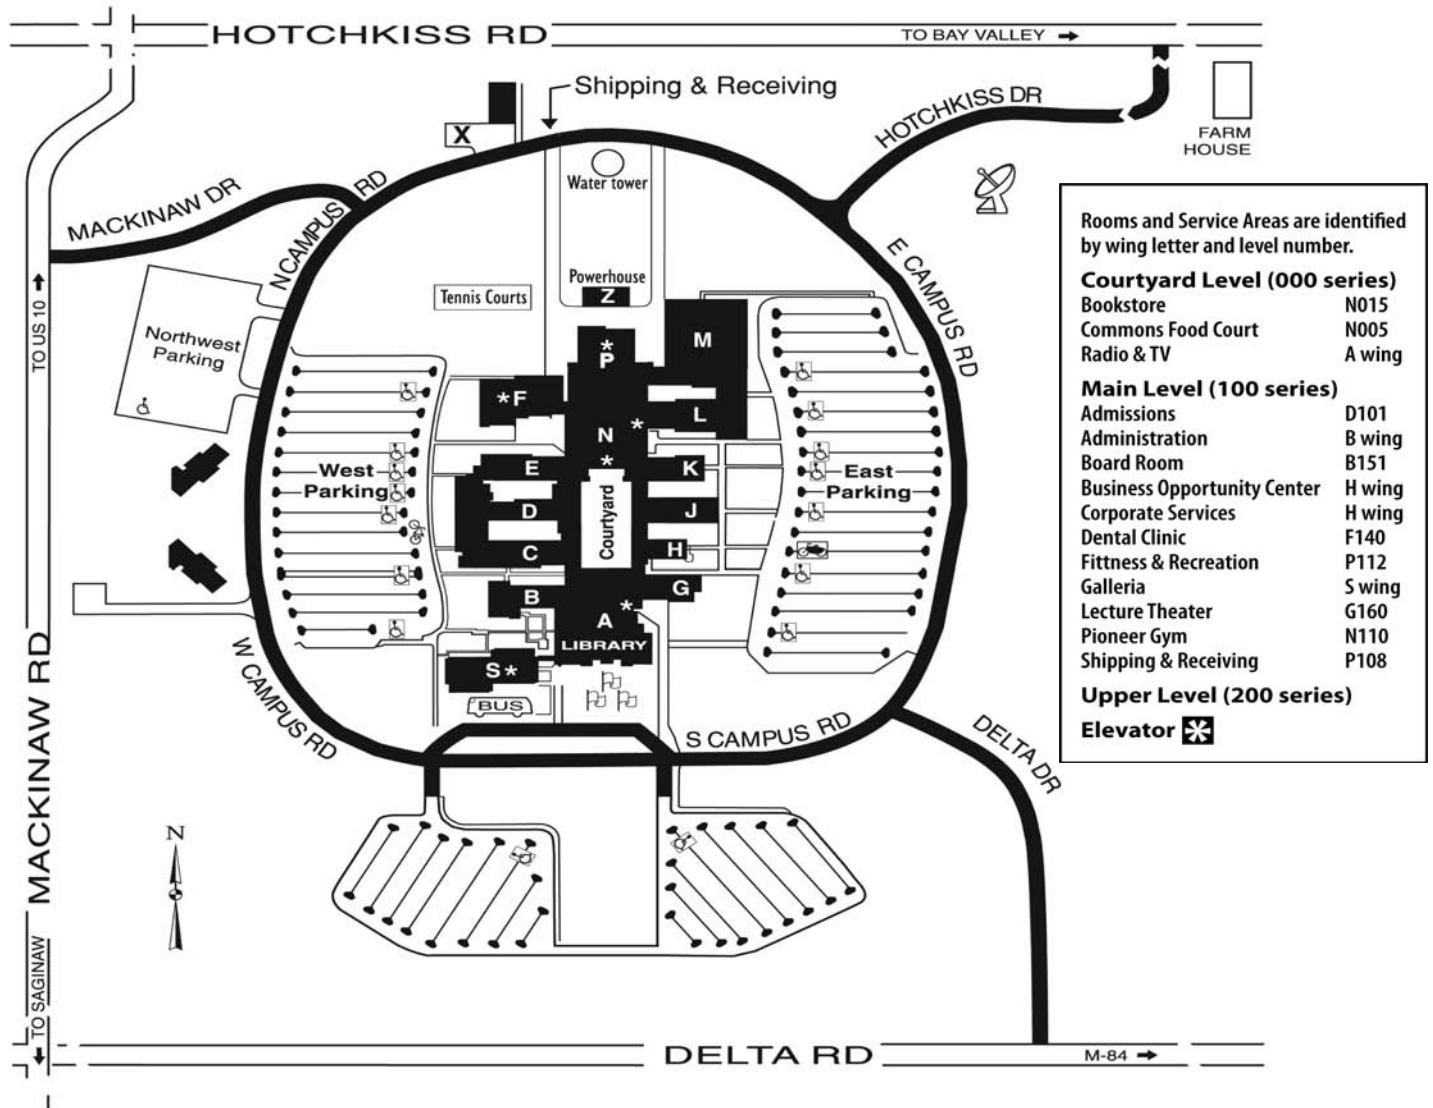 HOTCHKISS RD
TO BAY VALLEY
Shipping & Receiving
HOTCHKISS DR
FARM
HOUSE
X
Water tower
MACKINAW DR
N CAMPUS RD
E CAMPUS RD
TO US 10
Powerhouse
Z
Tennis Courts
Northwest
Parking
P
M
F
L
N
E
K
West
Parking
East
Parking
D
J
Courtyard
C
H
B
G
A
LIBRARY
S
BUS
W CAMPUS RD
S CAMPUS RD
DELTA DR
MACKINAW RD
N
TO SAGINAW
DELTA RD
M-84
Rooms and Service Areas are identified
by wing letter and level number.
Courtyard Level (000 series)
Bookstore N015
Commons Food Court N005
Radio & TV A wing
Main Level (100 series)
Admissions D101
Administration B wing
Board Room B151
Business Opportunity Center H wing
Corporate Services H wing
Dental Clinic F140
Fittness & Recreation P112
Galleria S wing
Lecture Theater G160
Pioneer Gym N110
Shipping & Receiving P108
Upper Level (200 series)
Elevator